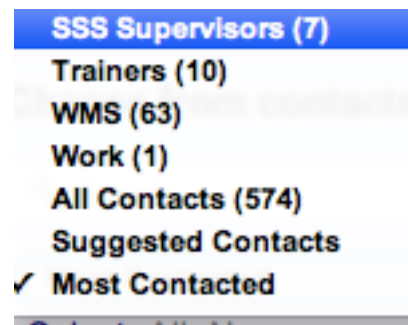 SSS Supervisors (7)
Trainers (10)
WMS (63)
Work (1)
All Contacts (574)
Suggested Contacts
✓ Most Contacted